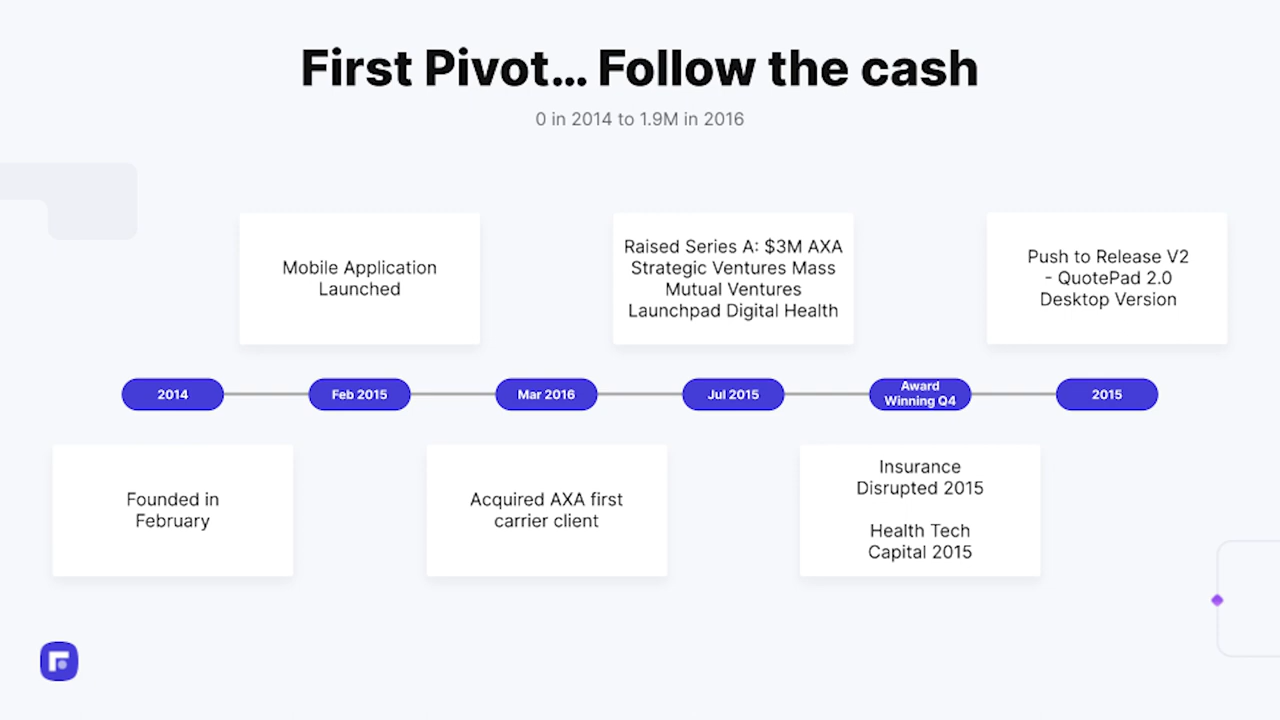 First Pivot... Follow the cash
0 in 2014 to 1.9M in 2016
Mobile Application
Launched
Raised Series A: $3M AXA
Strategic Ventures Mass
Mutual Ventures
Launchpad Digital Health
Push to Release V2
- QuotePad 2.0
Desktop Version
2014
Feb 2015
Mar 2016
Jul 2015
Award
Winning Q4
2015
Founded in
February
Acquired AXA first
carrier client
Insurance
Disrupted 2015
Health Tech
Capital 2015